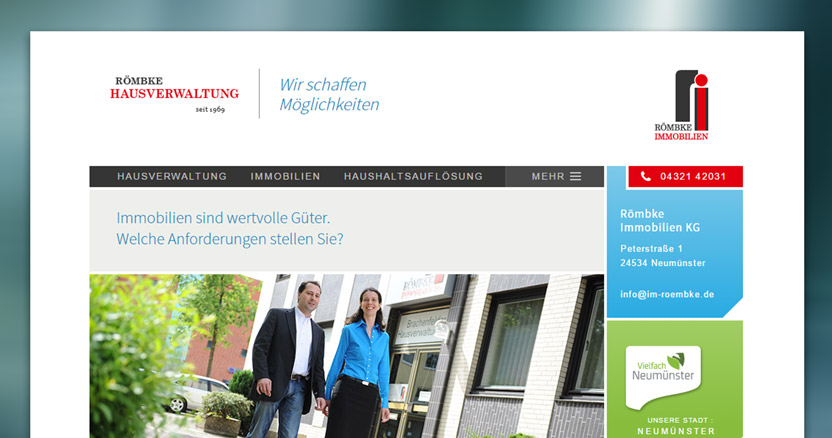 RÖMBKE
HAUSVERWALTUNG
seit 1969
Wir schaffen
Möglichkeiten
RÖMBKE
IMMOBILIEN
HAUSVERWALTUNG IMMOBILIEN HAUSHALTSAUFLÖSUNG MEHR
04321 42031
Immobilien sind wertvolle Güter.
Welche Anforderungen stellen Sie?
Römbke
Immobilien KG
Peterstraße 1
24534 Neumünster
info@im-roembke.de
RÖMBKE
Hausverwaltung
Vielfach
Neumünster
UNSERE STADT :
NEUMÜNSTER